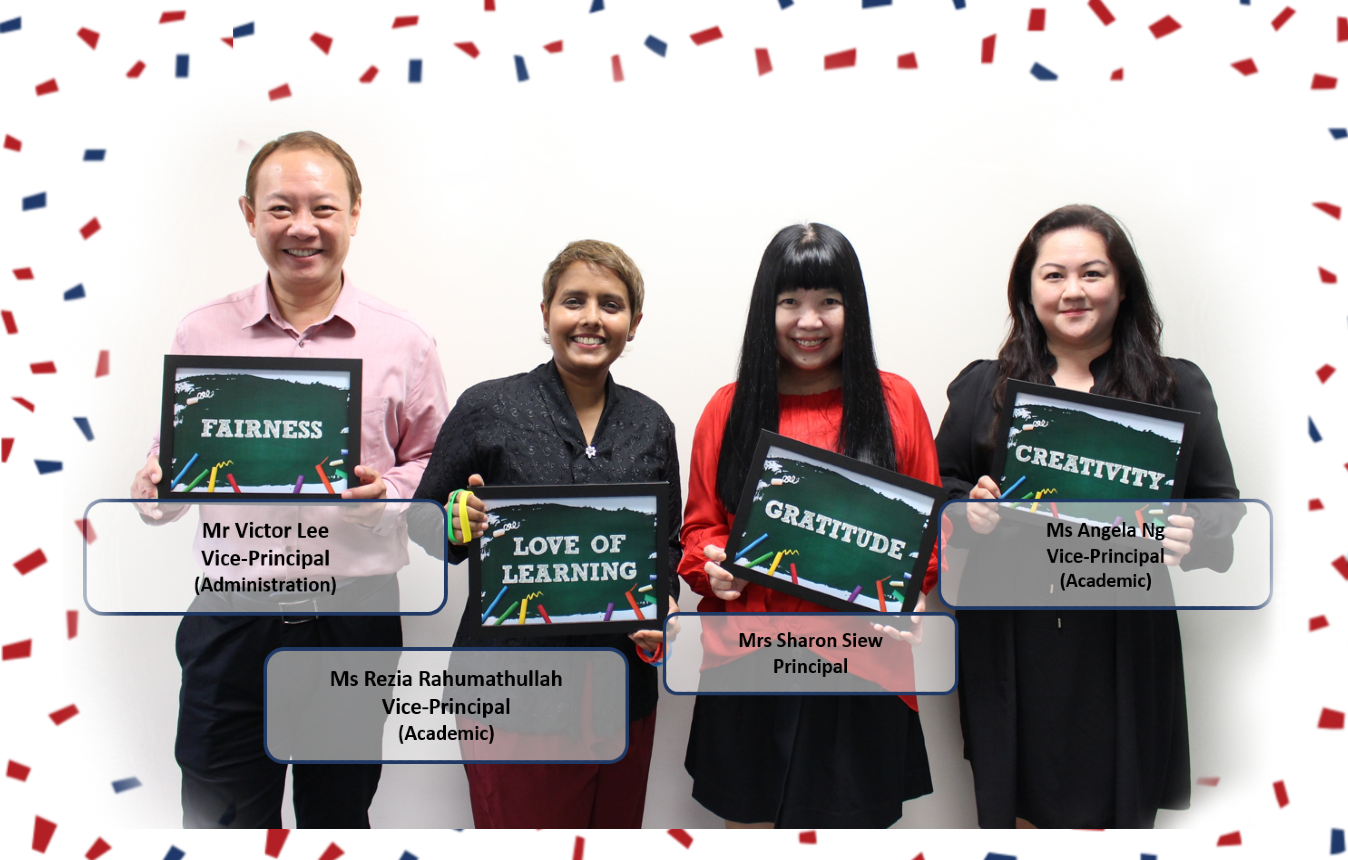 FAIRNESS
Mr Victor Lee
Vice-Principal
(Administration)
LOVE OF
LEARNING
Ms Rezia Rahumathullah
Vice-Principal
(Academic)
GRATITUDE
Mrs Sharon Siew
Principal
CREATIVITY
Ms Angela Ng
Vice-Principal
(Academic)